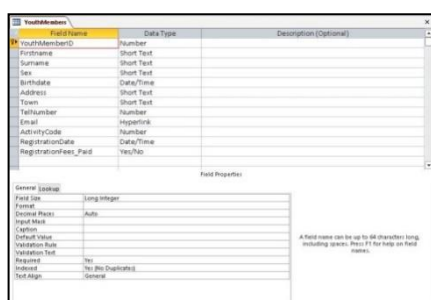 YouthMembers
Field Name Data Type Description (Optional)
YouthMemberID Number
Firstname Short Text
Surname Short Text
Sex Short Text
Birthdate Date/Time
Address Short Text
Town Short Text
TelNumber Number
Email Hyperlink
ActivityCode Number
RegistrationDate Date/Time
RegistrationFees_Paid Yes/No
Field Properties
General Lookup
Field Size Long Integer
Format
Decimal Places Auto
Input Mask
Caption
Default Value
Validation Rule
Validation Text
Required Yes
Indexed Yes (No Duplicates)
Text Align General
A field name can be up to 64 characters long,
including spaces. Press F1 for help on field
names.